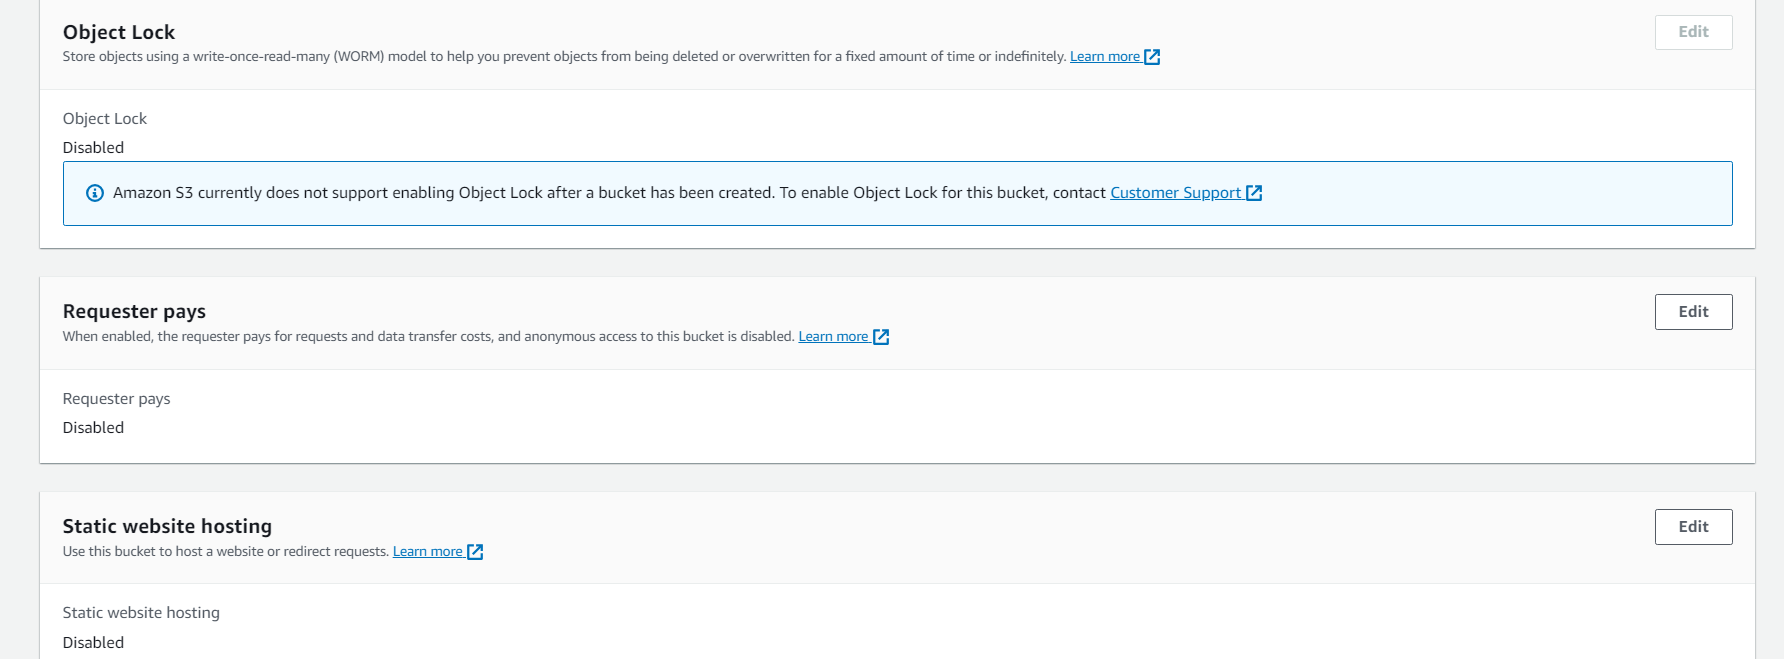 Object Lock
Edit
Store objects using a write-once-read-many (WORM) model to help you prevent objects from being deleted or overwritten for a fixed amount of time or indefinitely. Learn more
Object Lock
Disabled
Amazon S3 currently does not support enabling Object Lock after a bucket has been created. To enable Object Lock for this bucket, contact Customer Support
Requester pays
Edit
When enabled, the requester pays for requests and data transfer costs, and anonymous access to this bucket is disabled. Learn more
Requester pays
Disabled
Static website hosting
Edit
Use this bucket to host a website or redirect requests. Learn more
Static website hosting
Disabled